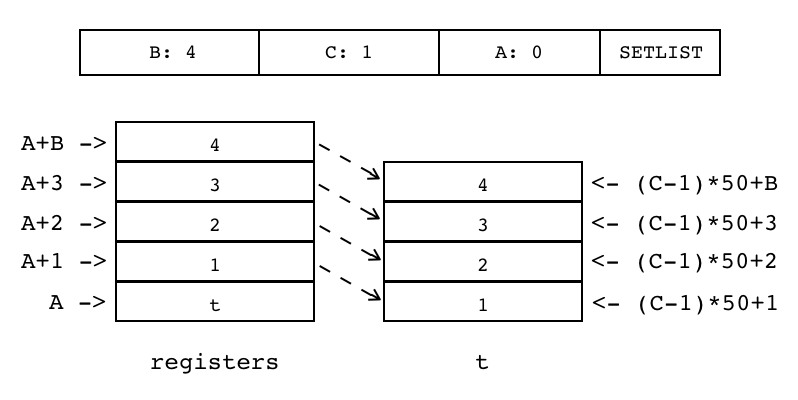 B: 4 C: 1 A: 0 SETLIST
A+B -> 4
A+3 -> 3 4 <- (C-1)*50+B
A+2 -> 2 3 <- (C-1)*50+3
A+1 -> 1 2 <- (C-1)*50+2
A -> t 1 <- (C-1)*50+1
registers t